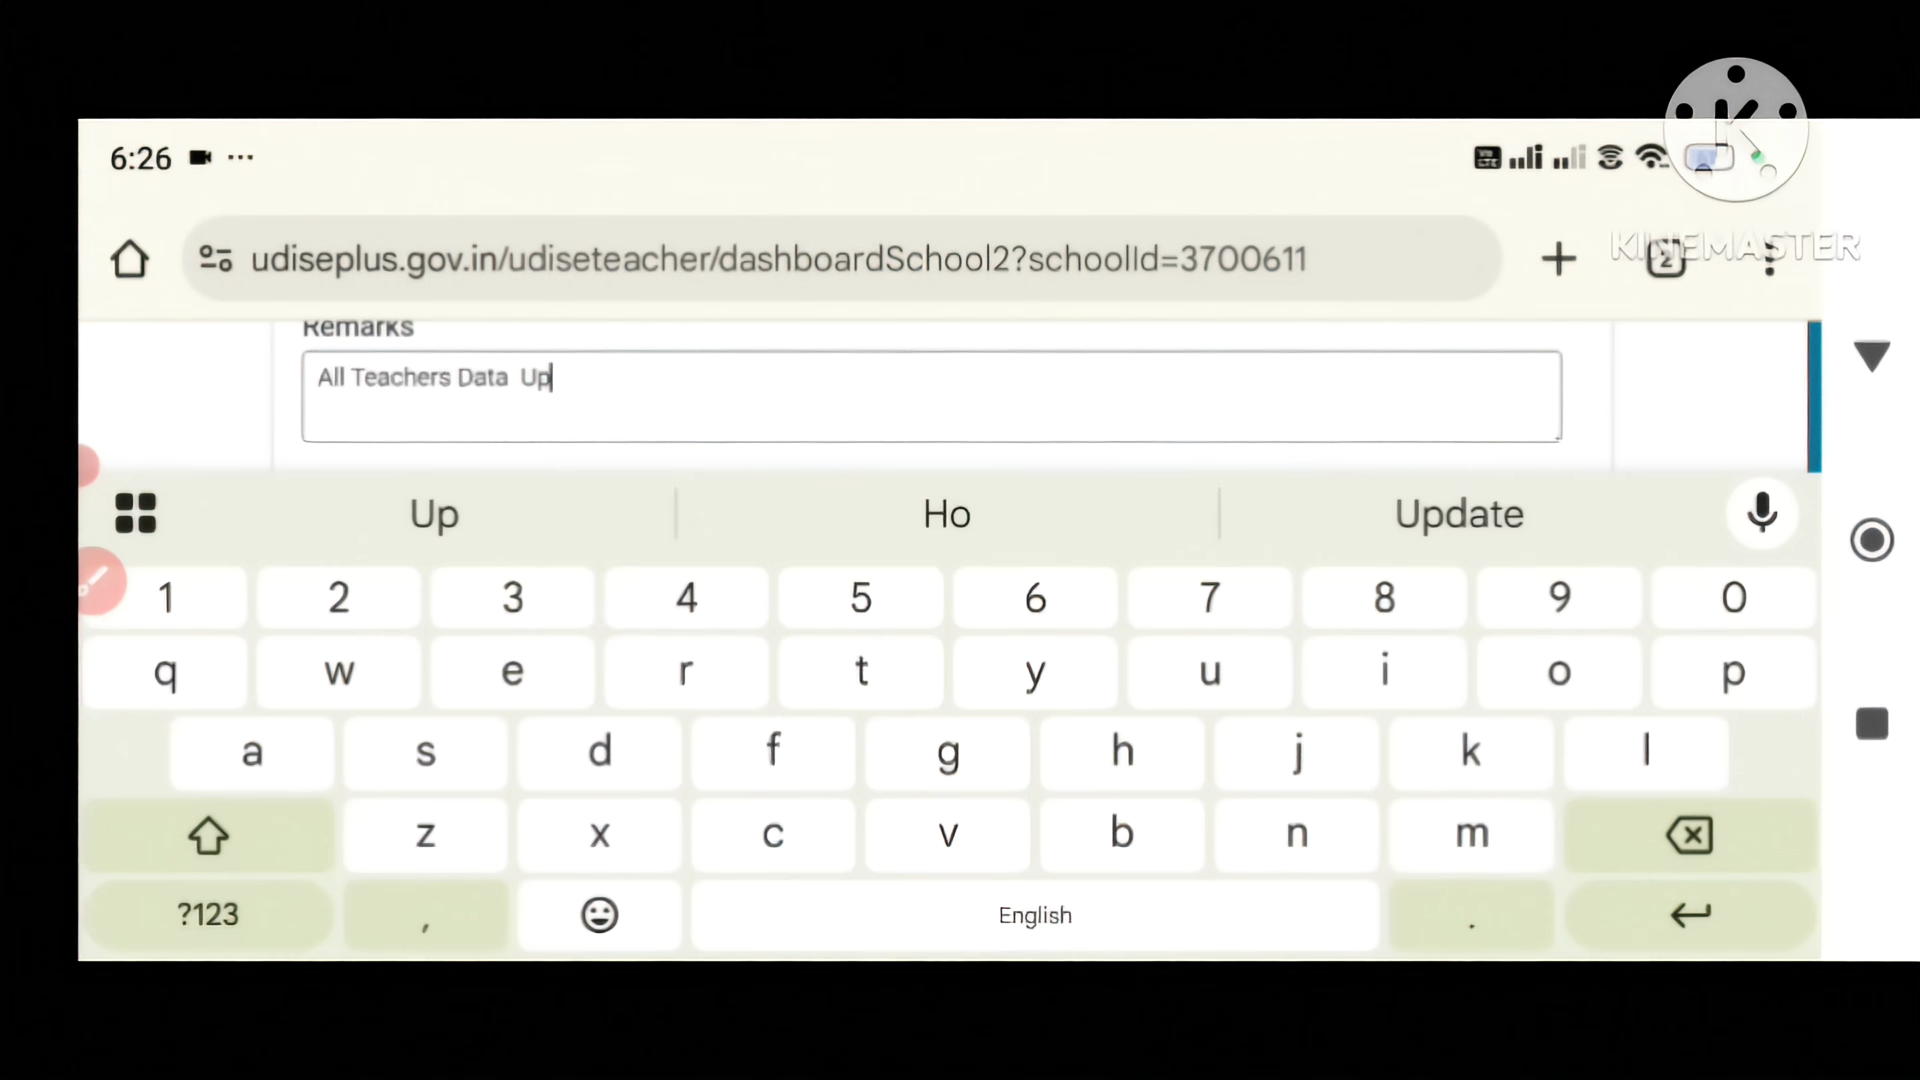 6:26
udiseplus.gov.in/udiseteacher/dashboardSchool2?schoolId=3700611
2
KINEMASTER
Remarks
All Teachers Data  Up
Up Ho Update
1 2 3 4 5 6 7 8 9 0
q w e r t y u i o p
a s d f g h j k l
z x c v b n m
?123 , English .